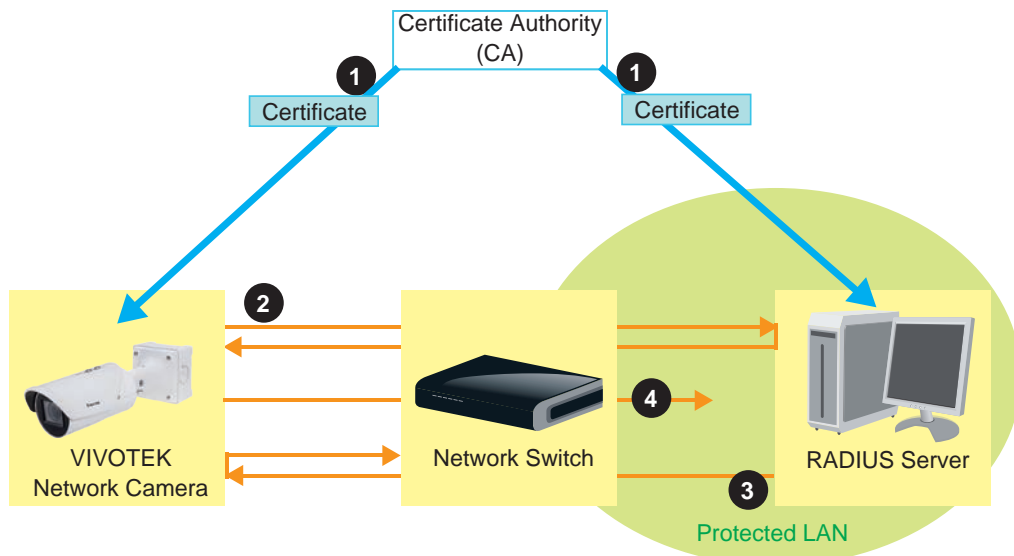 Certificate Authority
(CA)
1
1
Certificate
Certificate
2
4
VIVOTEK
Network Camera
Network Switch
RADIUS Server
3
Protected LAN